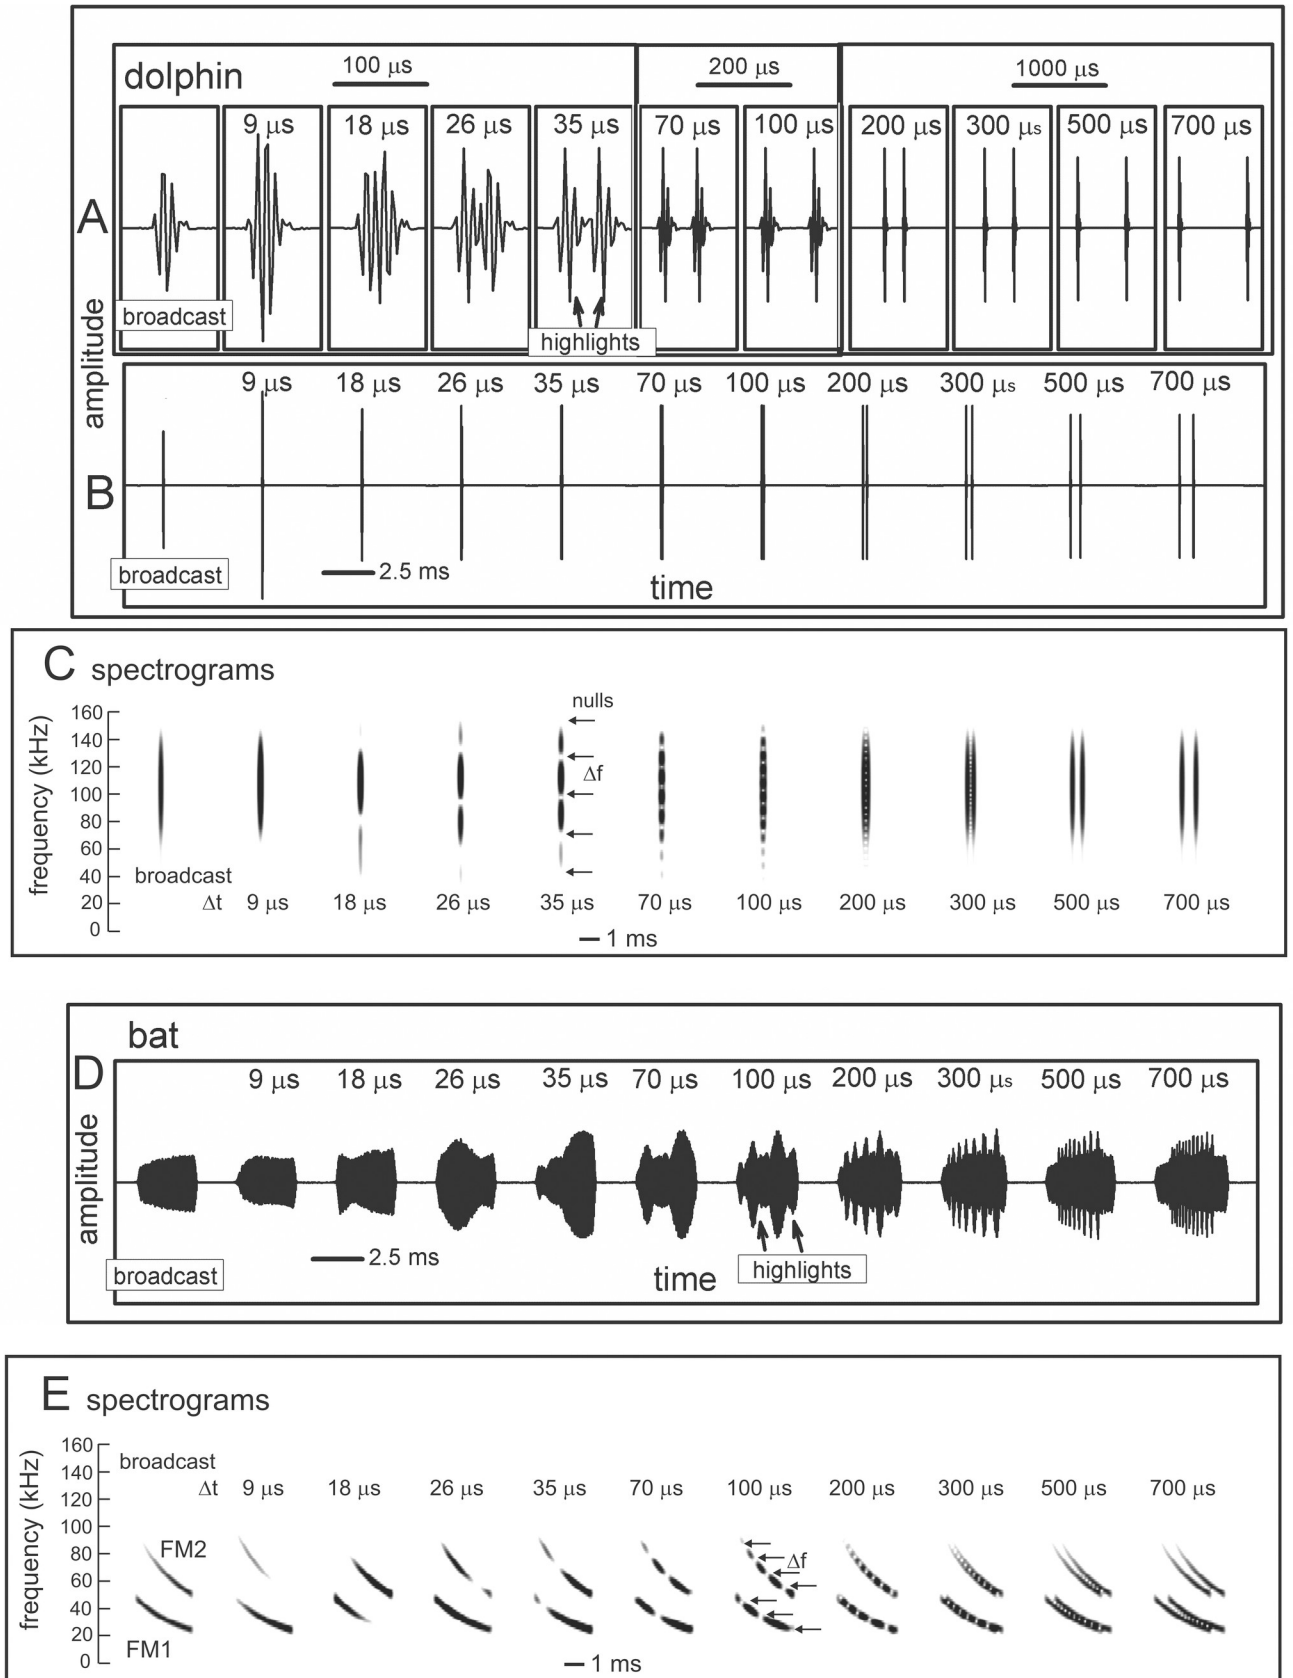 dolphin
100 μs
200 μs
1000 μs
9 μs 18 μs 26 μs 35 μs 70 μs 100 μs 200 μs 300 μs 500 μs 700 μs
A
broadcast
highlights
amplitude
9 μs 18 μs 26 μs 35 μs 70 μs 100 μs 200 μs 300 μs 500 μs 700 μs
B
broadcast
2.5 ms
time
C spectrograms
frequency (kHz)
160
140
120
100
80
60
40
20
0
nulls
Δf
broadcast
Δt 9 μs 18 μs 26 μs 35 μs 70 μs 100 μs 200 μs 300 μs 500 μs 700 μs
1 ms
bat
D
9 μs 18 μs 26 μs 35 μs 70 μs 100 μs 200 μs 300 μs 500 μs 700 μs
amplitude
2.5 ms
broadcast
time
highlights
E spectrograms
frequency (kHz)
160
140
120
100
80
60
40
20
0
broadcast
Δt 9 μs 18 μs 26 μs 35 μs 70 μs 100 μs 200 μs 300 μs 500 μs 700 μs
FM2
Δf
FM1
1 ms